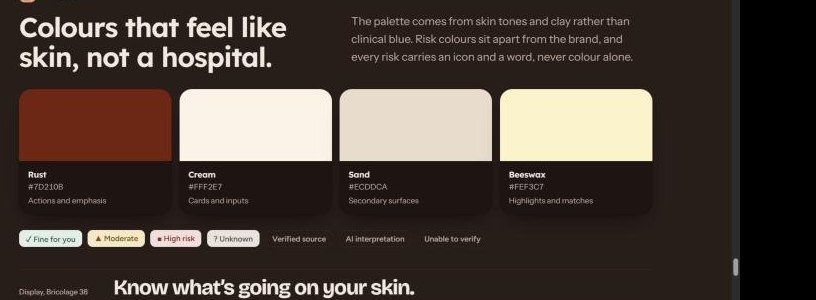 Colours that feel like
skin, not a hospital.
The palette comes from skin tones and clay rather than
clinical blue. Risk colours sit apart from the brand, and
every risk carries an icon and a word, never colour alone.
Rust
#7D210B
Actions and emphasis
Cream
#FFF2E7
Cards and inputs
Sand
#ECDDCA
Secondary surfaces
Beeswax
#FEF3C7
Highlights and matches
✓ Fine for you
▲ Moderate
■ High risk
? Unknown
Verified source
AI interpretation
Unable to verify
Display, Bricolage 38
Know what's going on your skin.